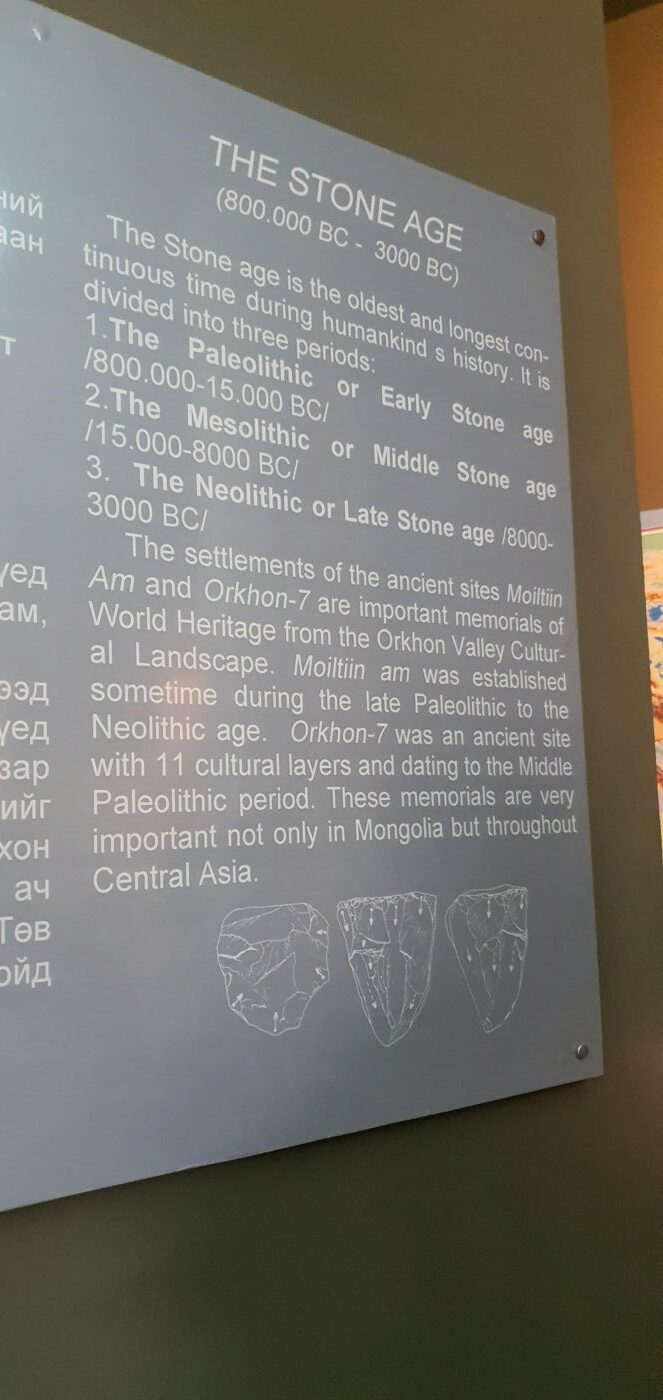 ний
аан
т
уед
ам,
ээд
уед
зар
ийг
хон
ач
Төв
ойд
THE STONE AGE
(800.000 BC - 3000 BC)
The Stone age is the oldest and longest con-
tinuous time during humankind s history. It is
divided into three periods:
1.The Paleolithic or Early Stone age
/800.000-15.000 BC/
2.The Mesolithic or Middle Stone age
/15.000-8000 BC/
3. The Neolithic or Late Stone age /8000-
3000 BC/
The settlements of the ancient sites Moiltiin
Am and Orkhon-7 are important memorials of
World Heritage from the Orkhon Valley Cultur-
al Landscape. Moiltiin am was established
sometime during the late Paleolithic to the
Neolithic age. Orkhon-7 was an ancient site
with 11 cultural layers and dating to the Middle
Paleolithic period. These memorials are very
important not only in Mongolia but throughout
Central Asia.